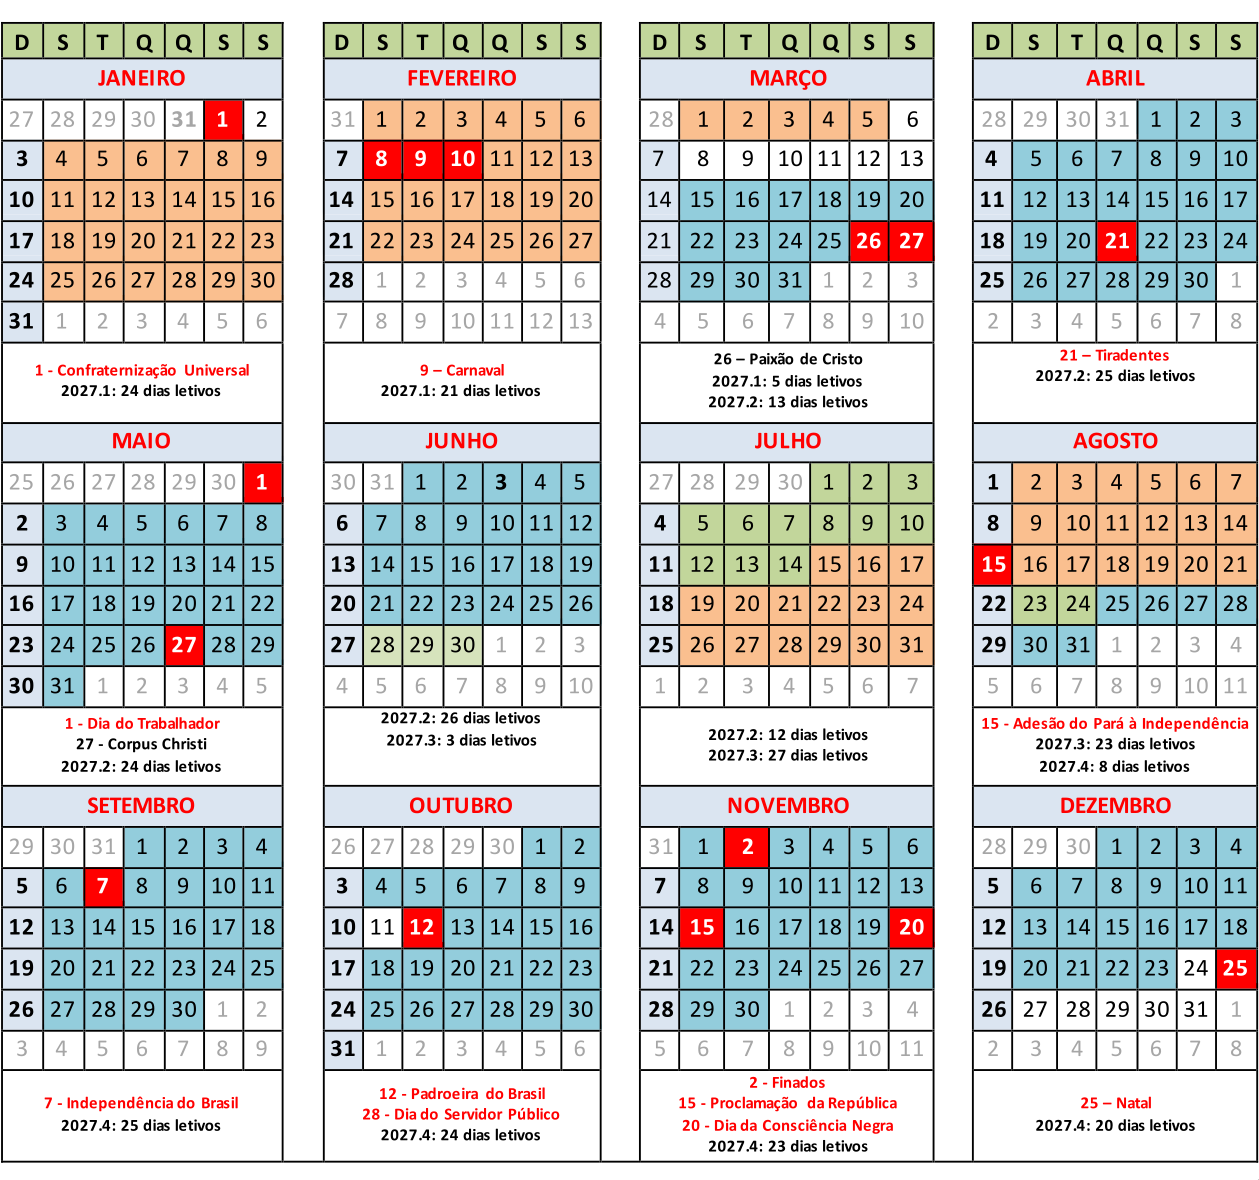 D S T Q Q S S D S T Q Q S S D S T Q Q S S D S T Q Q S S
JANEIRO FEVEREIRO MARÇO ABRIL
27 28 29 30 31 1 2 31 1 2 3 4 5 6 28 1 2 3 4 5 6 28 29 30 31 1 2 3
3 4 5 6 7 8 9 7 8 9 10 11 12 13 7 8 9 10 11 12 13 4 5 6 7 8 9 10
10 11 12 13 14 15 16 14 15 16 17 18 19 20 14 15 16 17 18 19 20 11 12 13 14 15 16 17
17 18 19 20 21 22 23 21 22 23 24 25 26 27 21 22 23 24 25 26 27 18 19 20 21 22 23 24
24 25 26 27 28 29 30 28 1 2 3 4 5 6 28 29 30 31 1 2 3 25 26 27 28 29 30 1
31 1 2 3 4 5 6 7 8 9 10 11 12 13 4 5 6 7 8 9 10 2 3 4 5 6 7 8
1 - Confraternização Universal
2027.1: 24 dias letivos
9 – Carnaval
2027.1: 21 dias letivos
26 – Paixão de Cristo
2027.1: 5 dias letivos
2027.2: 13 dias letivos
21 – Tiradentes
2027.2: 25 dias letivos
MAIO JUNHO JULHO AGOSTO
25 26 27 28 29 30 1 30 31 1 2 3 4 5 27 28 29 30 1 2 3 1 2 3 4 5 6 7
2 3 4 5 6 7 8 6 7 8 9 10 11 12 4 5 6 7 8 9 10 8 9 10 11 12 13 14
9 10 11 12 13 14 15 13 14 15 16 17 18 19 11 12 13 14 15 16 17 15 16 17 18 19 20 21
16 17 18 19 20 21 22 20 21 22 23 24 25 26 18 19 20 21 22 23 24 22 23 24 25 26 27 28
23 24 25 26 27 28 29 27 28 29 30 1 2 3 25 26 27 28 29 30 31 29 30 31 1 2 3 4
30 31 1 2 3 4 5 4 5 6 7 8 9 10 1 2 3 4 5 6 7 5 6 7 8 9 10 11
1 - Dia do Trabalhador
27 - Corpus Christi
2027.2: 24 dias letivos
2027.2: 26 dias letivos
2027.3: 3 dias letivos
2027.2: 12 dias letivos
2027.3: 27 dias letivos
15 - Adesão do Pará à Independência
2027.3: 23 dias letivos
2027.4: 8 dias letivos
SETEMBRO OUTUBRO NOVEMBRO DEZEMBRO
29 30 31 1 2 3 4 26 27 28 29 30 1 2 31 1 2 3 4 5 6 28 29 30 1 2 3 4
5 6 7 8 9 10 11 3 4 5 6 7 8 9 7 8 9 10 11 12 13 5 6 7 8 9 10 11
12 13 14 15 16 17 18 10 11 12 13 14 15 16 14 15 16 17 18 19 20 12 13 14 15 16 17 18
19 20 21 22 23 24 25 17 18 19 20 21 22 23 21 22 23 24 25 26 27 19 20 21 22 23 24 25
26 27 28 29 30 1 2 24 25 26 27 28 29 30 28 29 30 1 2 3 4 26 27 28 29 30 31 1
3 4 5 6 7 8 9 31 1 2 3 4 5 6 5 6 7 8 9 10 11 2 3 4 5 6 7 8
7 - Independência do Brasil
2027.4: 25 dias letivos
12 - Padroeira do Brasil
28 - Dia do Servidor Público
2027.4: 24 dias letivos
2 - Finados
15 - Proclamação da República
20 - Dia da Consciência Negra
2027.4: 23 dias letivos
25 – Natal
2027.4: 20 dias letivos